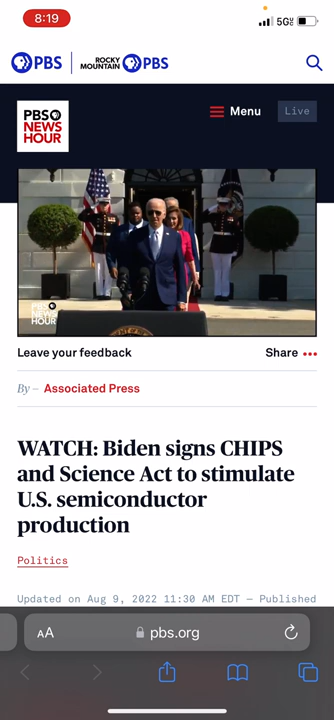 8:19
5G
PBS
ROCKY
MOUNTAIN PBS
PBS
NEWS
HOUR
Menu
Live
NEWS
HOUR
Leave your feedback
Share
By – Associated Press
WATCH: Biden signs CHIPS
and Science Act to stimulate
U.S. semiconductor
production
Politics
Updated on Aug 9, 2022 11:30 AM EDT — Published
AA
pbs.org